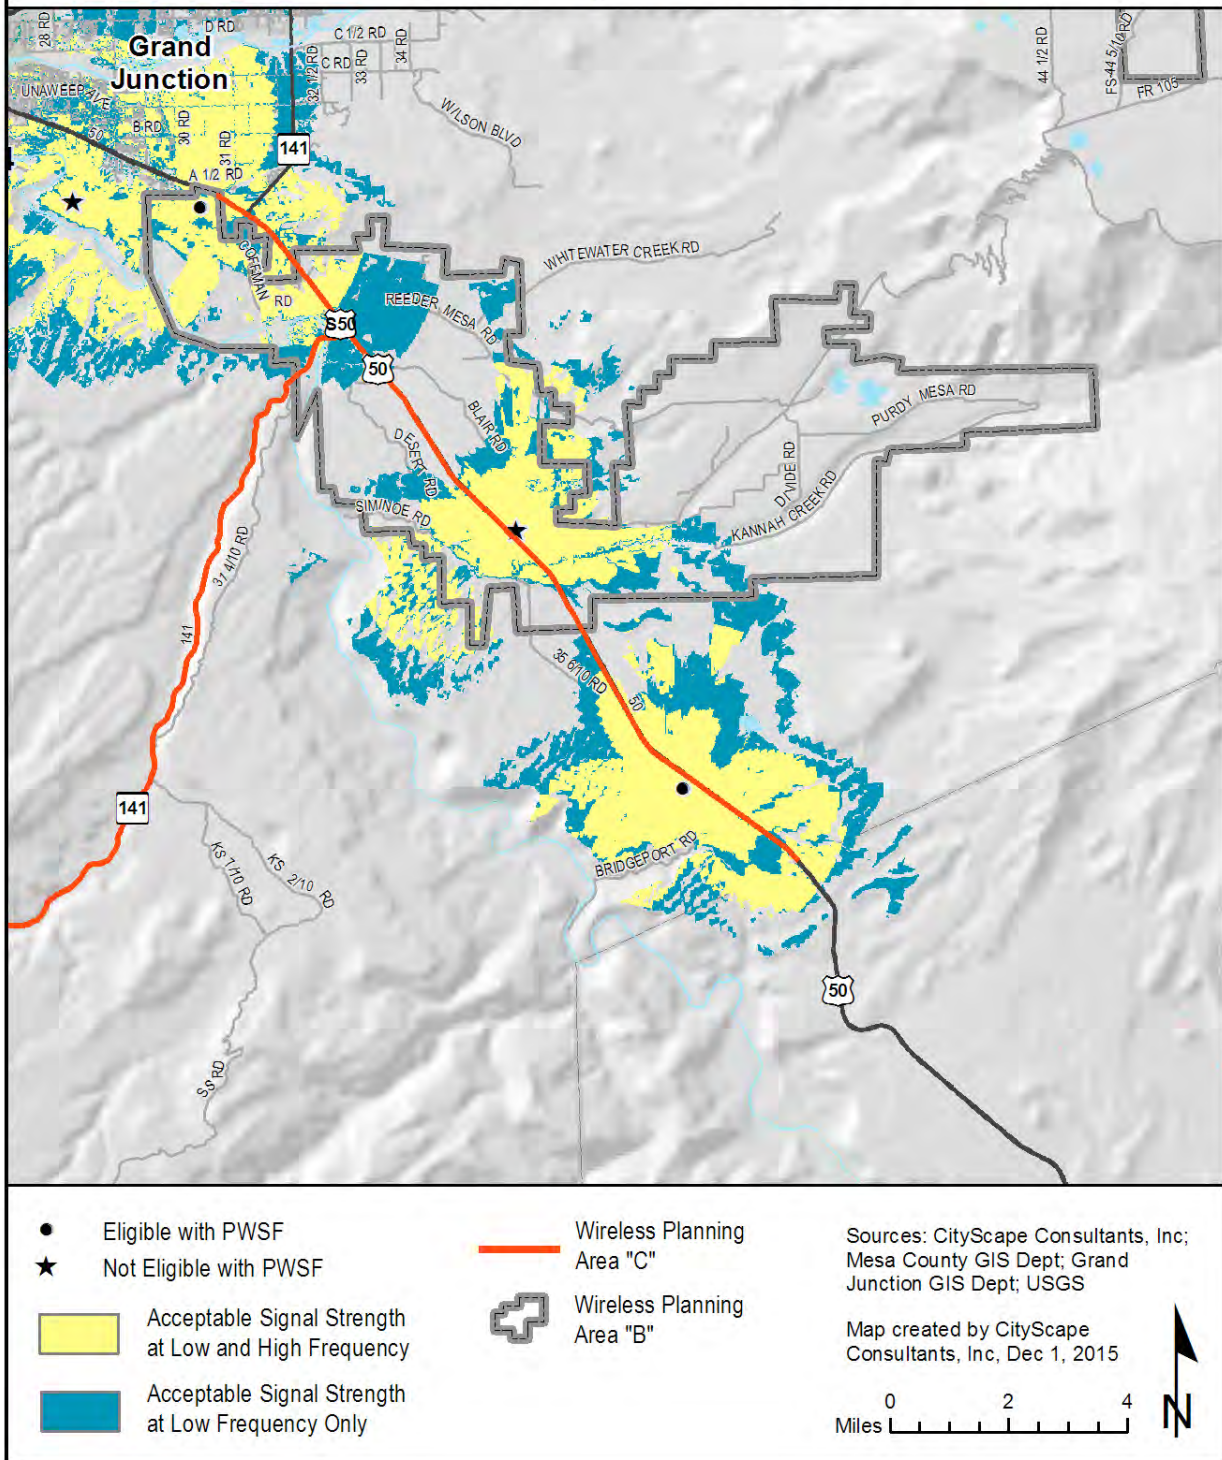 28 RD
D RD
C 1/2 RD
34 RD
Grand
Junction
C RD
33 RD
32 1/2 RD
44 1/2 RD
FS-44 5/10 RD
FR 105
UNAWEEP AVE
50
B RD
30 RD
31 RD
141
WILSON BLVD
A 1/2 RD
COFFMAN
RD
WHITEWATER CREEK RD
REEDER MESA RD
50
50
BLAIR RD
DESERT RD
PURDY MESA RD
DIVIDE RD
KANNAH CREEK RD
SIMINOE RD
31 4/10 RD
141
35 6/10 RD
50
141
BRIDGEPORT RD
KS 7/10 RD
KS 2/10 RD
50
SS RD
Eligible with PWSF
Not Eligible with PWSF
Acceptable Signal Strength
at Low and High Frequency
Acceptable Signal Strength
at Low Frequency Only
Wireless Planning
Area "C"
Wireless Planning
Area "B"
Sources: CityScape Consultants, Inc;
Mesa County GIS Dept; Grand
Junction GIS Dept; USGS
Map created by CityScape
Consultants, Inc, Dec 1, 2015
0 2 4
Miles
N